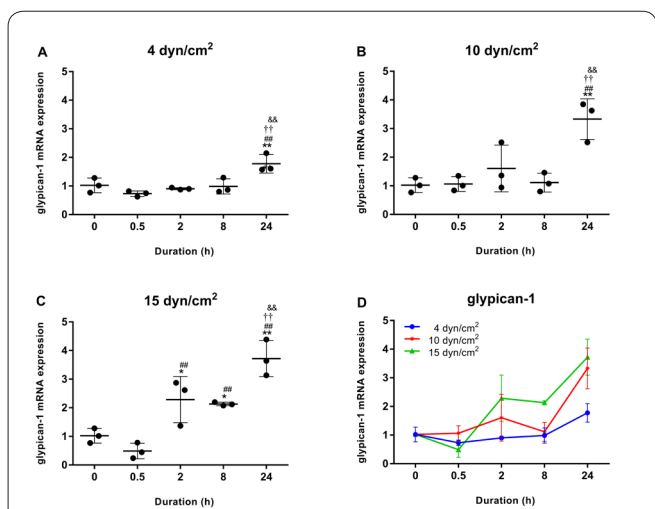 A
4 dyn/cm²
glypican-1 mRNA expression
5
4
3
2
1
0
&&
††
##
**
0 0.5 2 8 24
Duration (h)
B
10 dyn/cm²
glypican-1 mRNA expression
5
4
3
2
1
0
&&
††
##
**
0 0.5 2 8 24
Duration (h)
C
15 dyn/cm²
glypican-1 mRNA expression
5
4
3
2
1
0
##
*
##
*
&&
††
##
**
0 0.5 2 8 24
Duration (h)
D
glypican-1
glypican-1 mRNA expression
5
4
3
2
1
0
4 dyn/cm²
10 dyn/cm²
15 dyn/cm²
0 0.5 2 8 24
Duration (h)